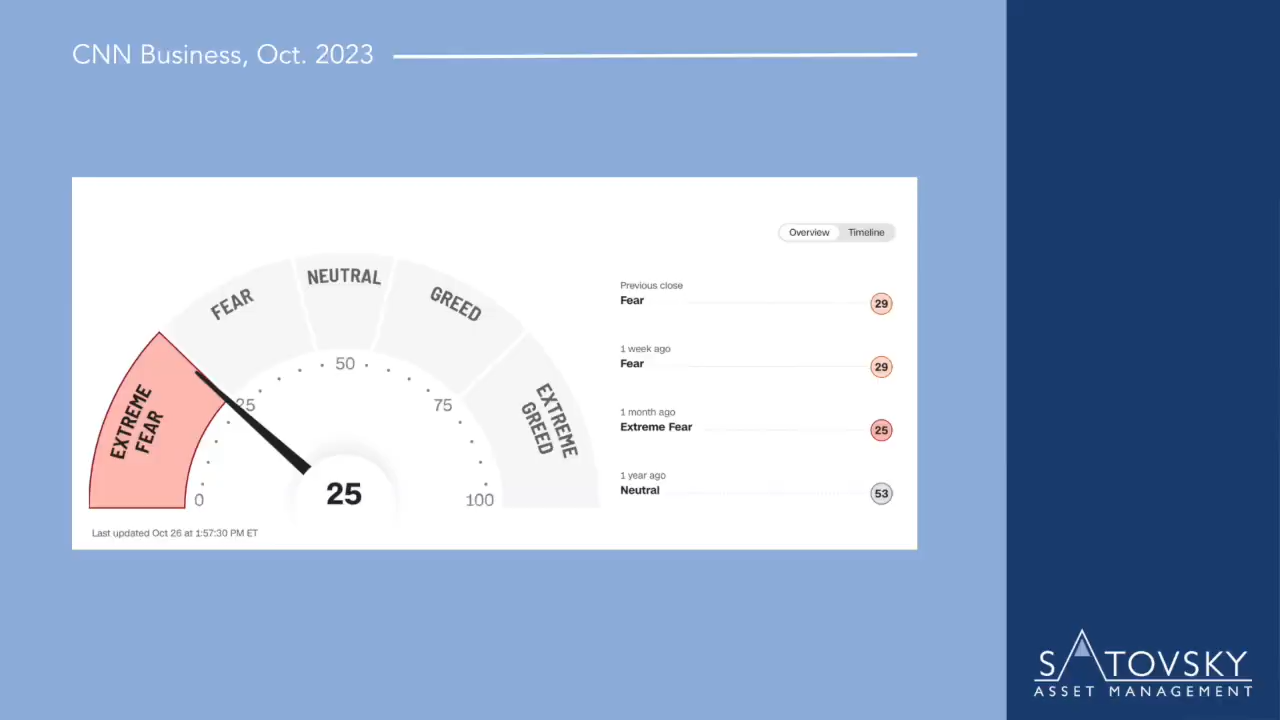 CNN Business, Oct. 2023
Overview
Timeline
EXTREME
FEAR
FEAR
NEUTRAL
GREED
EXTREME
GREED
0
25
50
75
100
25
Last updated Oct 26 at 1:57:30 PM ET
Previous close
Fear
29
1 week ago
Fear
29
1 month ago
Extreme Fear
25
1 year ago
Neutral
53
SATOVSKY
ASSET MANAGEMENT